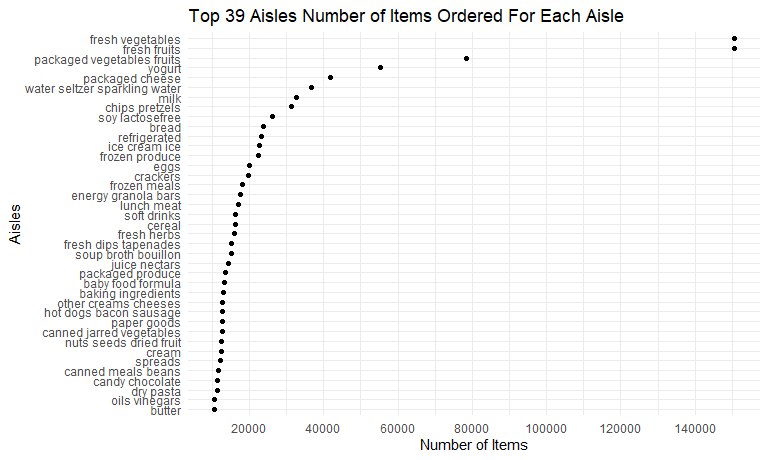 Top 39 Aisles Number of Items Ordered For Each Aisle
fresh vegetables
fresh fruits
packaged vegetables fruits
yogurt
packaged cheese
water seltzer sparkling water
milk
chips pretzels
soy lactosefree
bread
refrigerated
ice cream ice
frozen produce
eggs
crackers
frozen meals
energy granola bars
lunch meat
soft drinks
cereal
fresh herbs
fresh dips tapenades
soup broth bouillon
juice nectars
packaged produce
baby food formula
baking ingredients
other creams cheeses
hot dogs bacon sausage
paper goods
canned jarred vegetables
nuts seeds dried fruit
cream
spreads
canned meals beans
candy chocolate
dry pasta
oils vinegars
butter
Aisles
20000 40000 60000 80000 100000 120000 140000
Number of Items